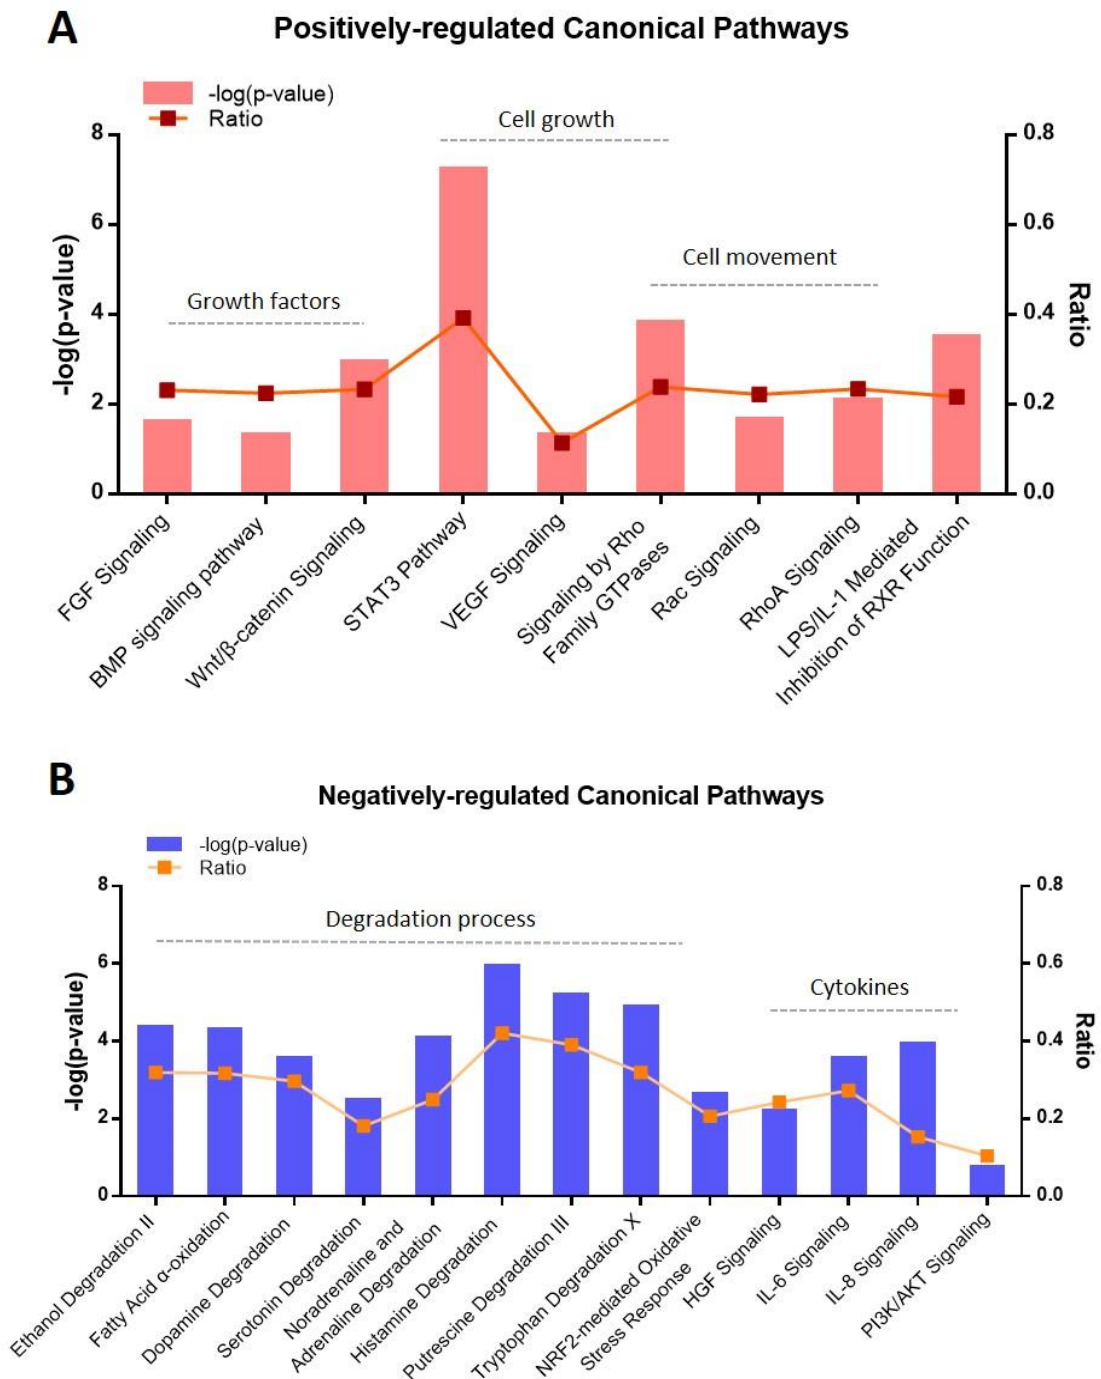 A
Positively-regulated Canonical Pathways
-log(p-value)
Ratio
Cell growth
Cell movement
Growth factors
8
6
4
2
0
-log(p-value)
0.8
0.6
0.4
0.2
0.0
Ratio
FGF Signaling
BMP signaling pathway
Wnt/β-catenin Signaling
STAT3 Pathway
VEGF Signaling
Signaling by Rho
Family GTPases
Rac Signaling
RhoA Signaling
LPS/IL-1 Mediated
Inhibition of RXR Function
B
Negatively-regulated Canonical Pathways
-log(p-value)
Ratio
Degradation process
Cytokines
8
6
4
2
0
-log(p-value)
0.8
0.6
0.4
0.2
0.0
Ratio
Ethanol Degradation II
Fatty Acid α-oxidation
Dopamine Degradation
Serotonin Degradation
Noradrenaline and
Adrenaline Degradation
Histamine Degradation
Putrescine Degradation III
Tryptophan Degradation X
NRF2-mediated Oxidative
Stress Response
HGF Signaling
IL-6 Signaling
IL-8 Signaling
PI3K/AKT Signaling